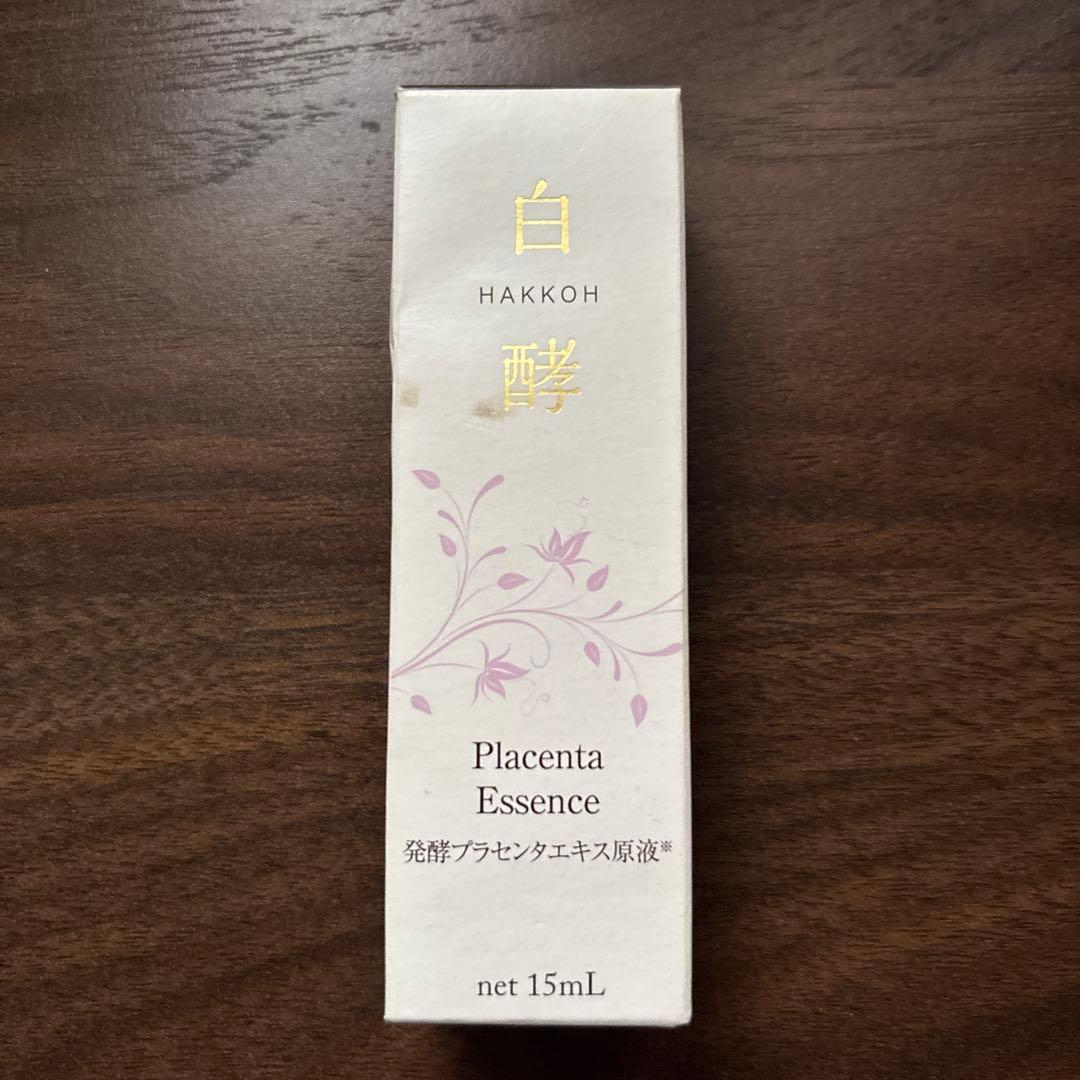 白
HAKKOH
酵
Placenta
Essence
発酵プラセンタエキス原液※
net 15mL